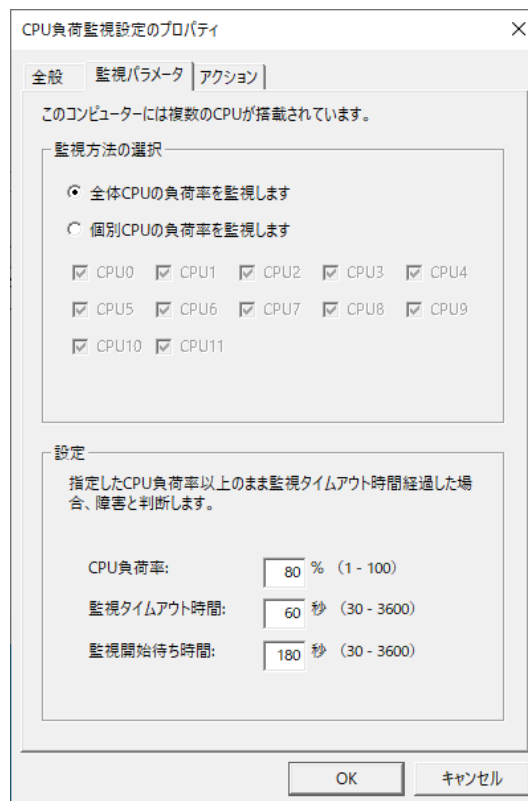 CPU負荷監視設定のプロパティ
全般 監視パラメータ アクション
このコンピューターには複数のCPUが搭載されています。
監視方法の選択
全体CPUの負荷率を監視します
個別CPUの負荷率を監視します
CPU0 CPU1 CPU2 CPU3 CPU4
CPU5 CPU6 CPU7 CPU8 CPU9
CPU10 CPU11
設定
指定したCPU負荷率以上のまま監視タイムアウト時間経過した場
合、障害と判断します。
CPU負荷率: 80 % (1 - 100)
監視タイムアウト時間: 60 秒 (30 - 3600)
監視開始待ち時間: 180 秒 (30 - 3600)
OK キャンセル